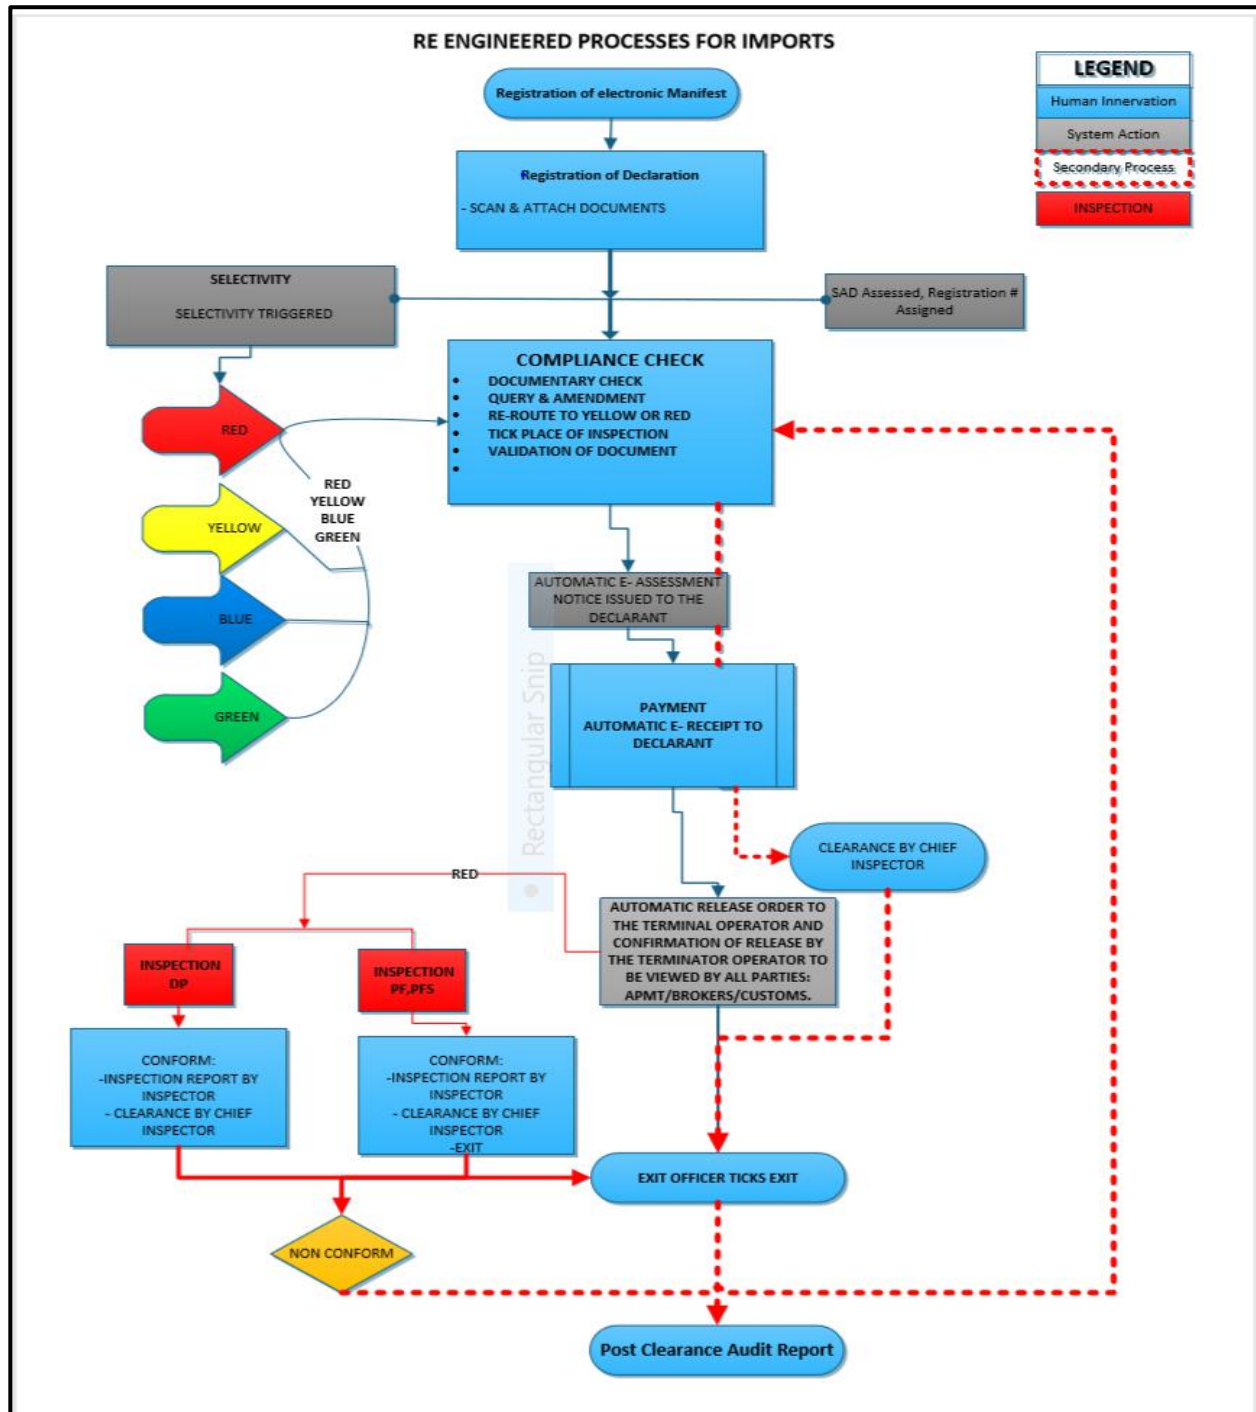 RE ENGINEERED PROCESSES FOR IMPORTS
LEGEND
Human Innervation
System Action
Secondary Process
INSPECTION
Registration of electronic Manifest
Registration of Declaration
- SCAN & ATTACH DOCUMENTS
SELECTIVITY
SELECTIVITY TRIGGERED
SAD Assessed, Registration #
Assigned
COMPLIANCE CHECK
• DOCUMENTARY CHECK
• QUERY & AMENDMENT
• RE-ROUTE TO YELLOW OR RED
• TICK PLACE OF INSPECTION
• VALIDATION OF DOCUMENT
•
RED
YELLOW
BLUE
GREEN
RED
YELLOW
BLUE
GREEN
AUTOMATIC E- ASSESSMENT
NOTICE ISSUED TO THE
DECLARANT
Rectangular Snip
PAYMENT
AUTOMATIC E- RECEIPT TO
DECLARANT
CLEARANCE BY CHIEF
INSPECTOR
RED
AUTOMATIC RELEASE ORDER TO
THE TERMINAL OPERATOR AND
CONFIRMATION OF RELEASE BY
THE TERMINATOR OPERATOR TO
BE VIEWED BY ALL PARTIES:
APMT/BROKERS/CUSTOMS.
INSPECTION
DP
INSPECTION
PF,PFS
CONFORM:
-INSPECTION REPORT BY
INSPECTOR
- CLEARANCE BY CHIEF
INSPECTOR
CONFORM:
-INSPECTION REPORT BY
INSPECTOR
- CLEARANCE BY CHIEF
INSPECTOR
-EXIT
EXIT OFFICER TICKS EXIT
NON CONFORM
Post Clearance Audit Report